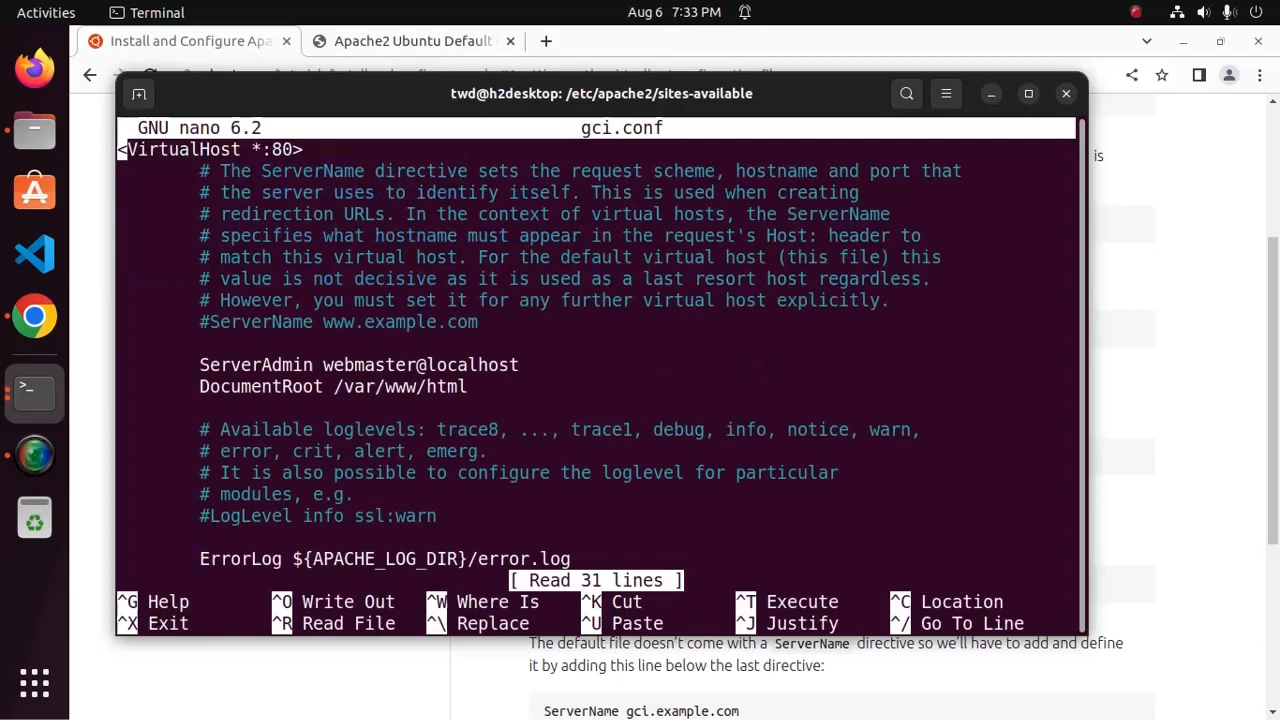 Activities
Terminal
Aug 6  7:33 PM
Install and Configure Apa
Apache2 Ubuntu Default
twd@h2desktop: /etc/apache2/sites-available
GNU nano 6.2
gci.conf
<VirtualHost *:80>
# The ServerName directive sets the request scheme, hostname and port that
# the server uses to identify itself. This is used when creating
# redirection URLs. In the context of virtual hosts, the ServerName
# specifies what hostname must appear in the request's Host: header to
# match this virtual host. For the default virtual host (this file) this
# value is not decisive as it is used as a last resort host regardless.
# However, you must set it for any further virtual host explicitly.
#ServerName www.example.com
ServerAdmin webmaster@localhost
DocumentRoot /var/www/html
# Available loglevels: trace8, ..., trace1, debug, info, notice, warn,
# error, crit, alert, emerg.
# It is also possible to configure the loglevel for particular
# modules, e.g.
#LogLevel info ssl:warn
ErrorLog ${APACHE_LOG_DIR}/error.log
[ Read 31 lines ]
^G Help ^O Write Out ^W Where Is ^K Cut ^T Execute ^C Location
^X Exit ^R Read File ^\ Replace ^U Paste ^J Justify ^/ Go To Line
is
The default file doesn't come with a ServerName directive so we'll have to add and define
it by adding this line below the last directive:
ServerName gci.example.com